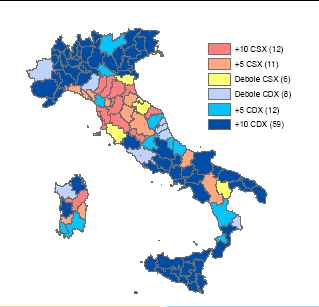 +10 CSX (12)
+5 CSX (11)
Debole CSX (6)
Debole CDX (8)
+5 CDX (12)
+10 CDX (59)